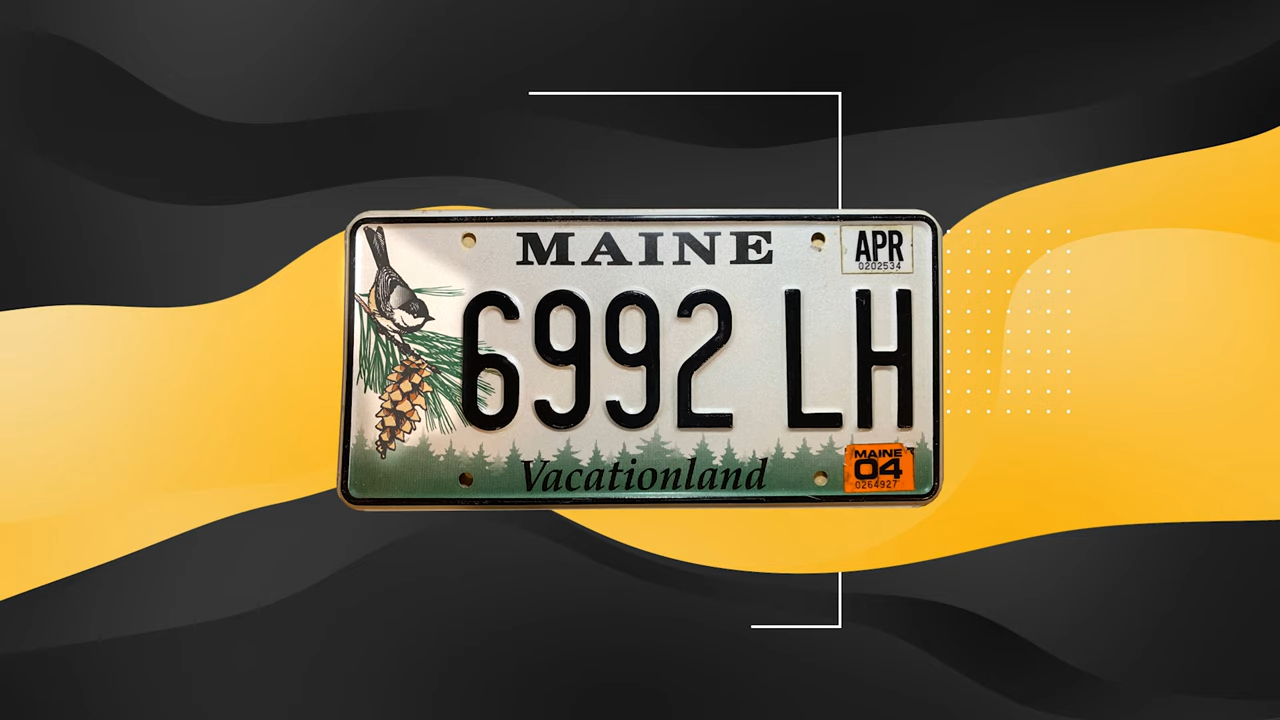 MAINE
APR
0202534
6992 LH
Vacationland
MAINE
04
0264927